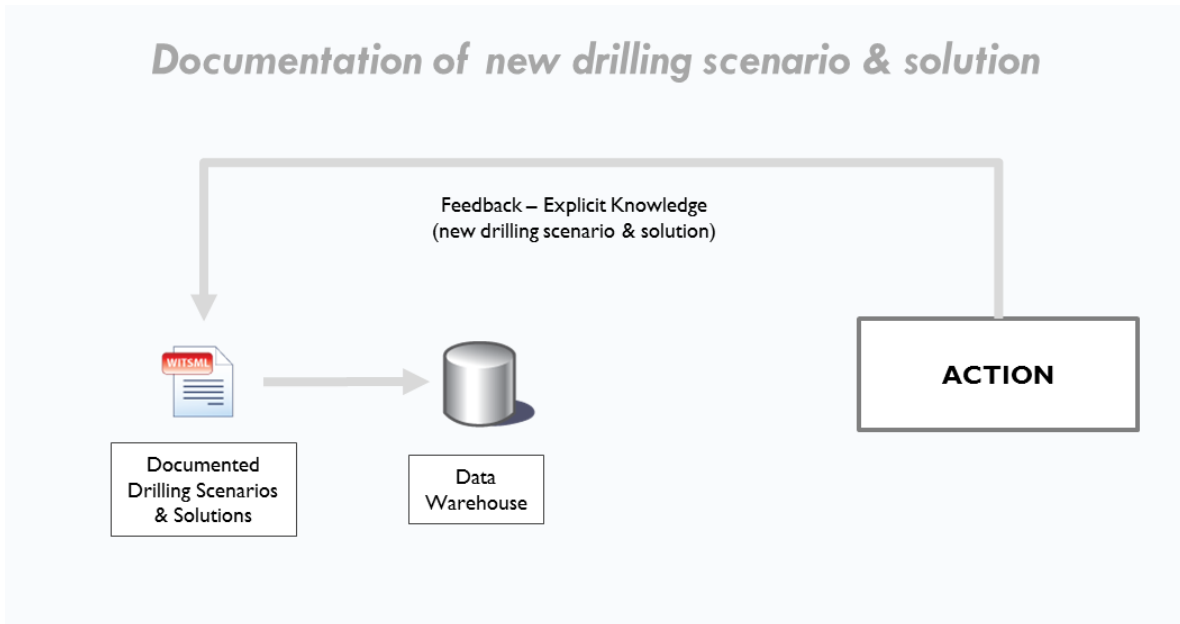 Documentation of new drilling scenario & solution
Feedback – Explicit Knowledge
(new drilling scenario & solution)
ACTION
WITSML
Documented
Drilling Scenarios
& Solutions
Data
Warehouse